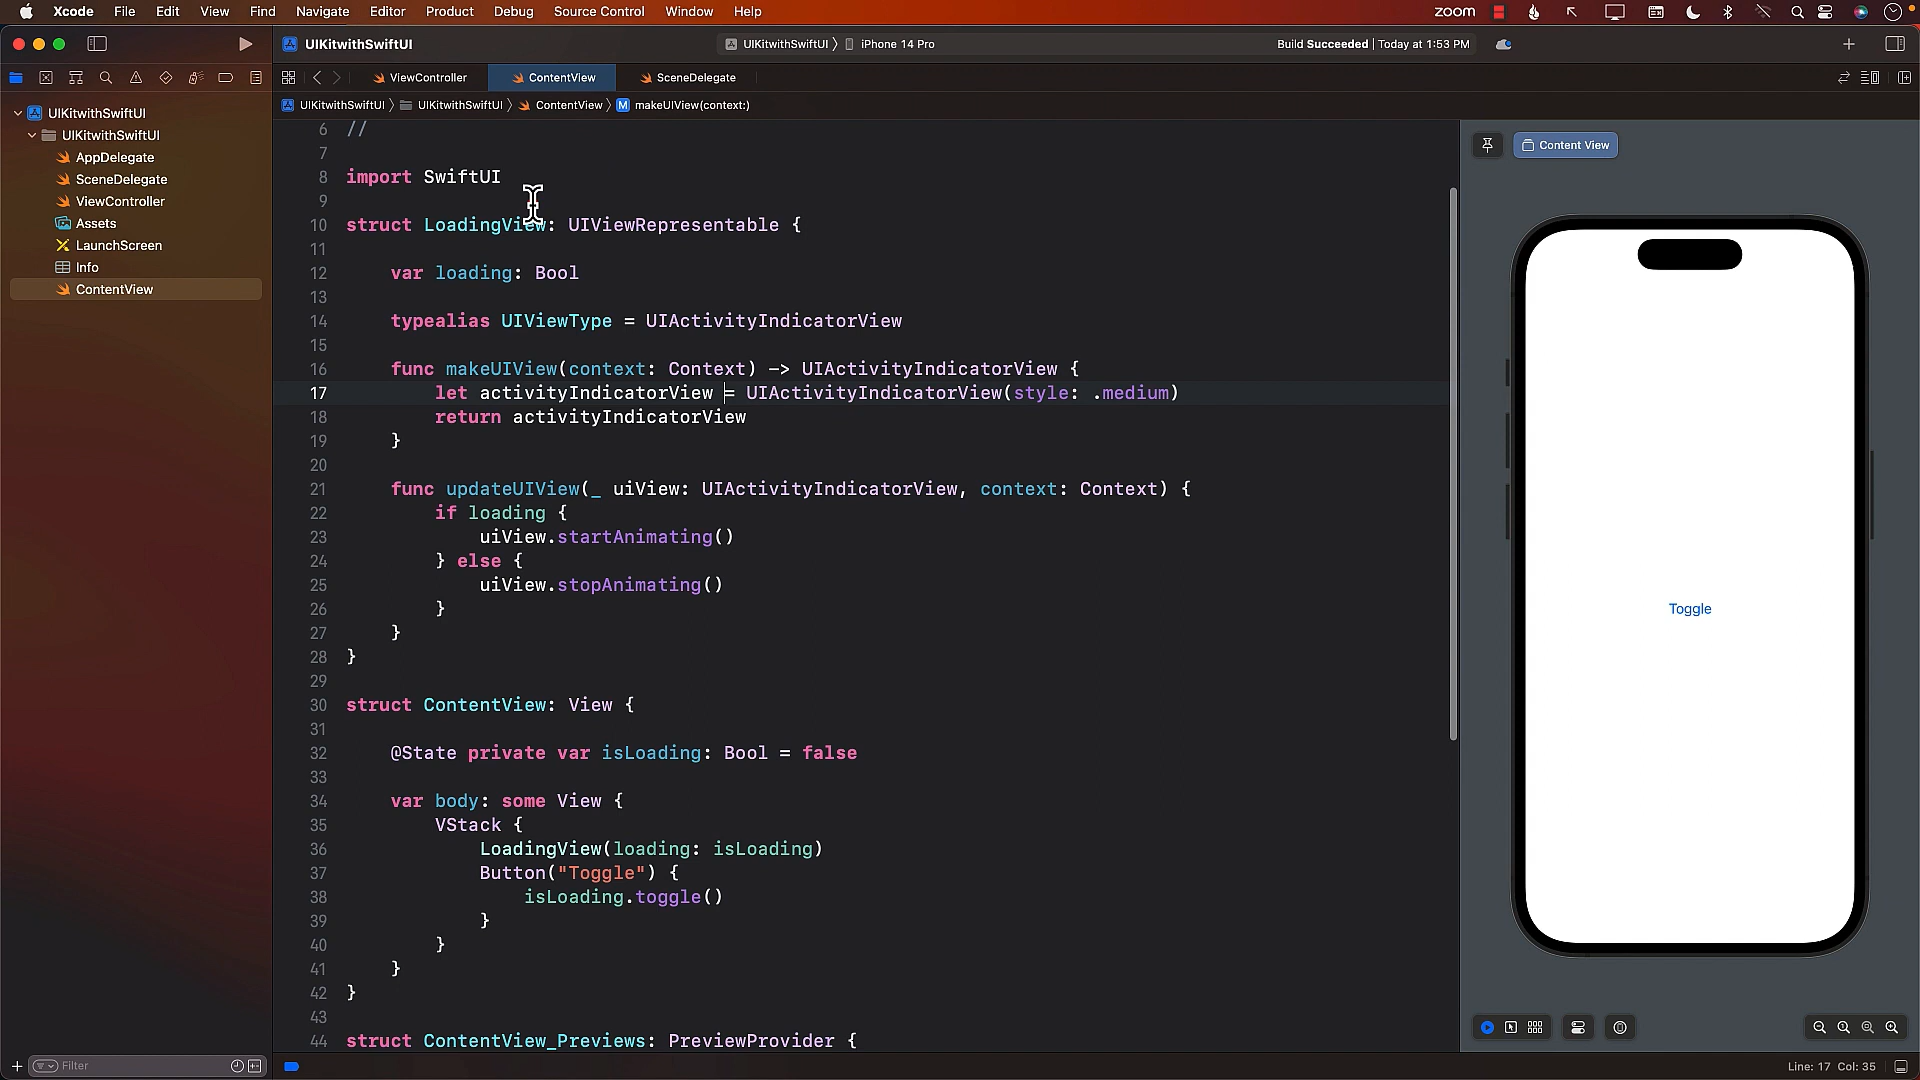 Xcode File Edit View Find Navigate Editor Product Debug Source Control Window Help zoom
UIKitwithSwiftUI UIKitwithSwiftUI 〉 iPhone 14 Pro Build Succeeded | Today at 1:53 PM
ViewController ContentView SceneDelegate
UIKitwithSwiftUI 〉 UIKitwithSwiftUI 〉 ContentView 〉 M makeUIView(context:)
UIKitwithSwiftUI
UIKitwithSwiftUI
AppDelegate
SceneDelegate
ViewController
Assets
LaunchScreen
Info
ContentView
6 //
7
8 import SwiftUI
9
10 struct LoadingView: UIViewRepresentable {
11
12 var loading: Bool
13
14 typealias UIViewType = UIActivityIndicatorView
15
16 func makeUIView(context: Context) -> UIActivityIndicatorView {
17 let activityIndicatorView = UIActivityIndicatorView(style: .medium)
18 return activityIndicatorView
19 }
20
21 func updateUIView(_ uiView: UIActivityIndicatorView, context: Context) {
22 if loading {
23 uiView.startAnimating()
24 } else {
25 uiView.stopAnimating()
26 }
27 }
28 }
29
30 struct ContentView: View {
31
32 @State private var isLoading: Bool = false
33
34 var body: some View {
35 VStack {
36 LoadingView(loading: isLoading)
37 Button("Toggle") {
38 isLoading.toggle()
39 }
40 }
41 }
42 }
43
44 struct ContentView_Previews: PreviewProvider {
Content View
Toggle
Filter
Line: 17 Col: 35